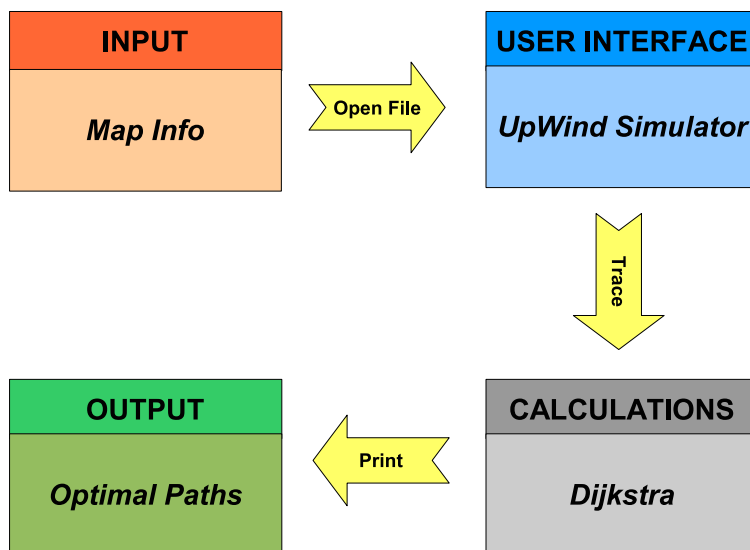 INPUT
Map Info
Open File
USER INTERFACE
UpWind Simulator
Trace
CALCULATIONS
Dijkstra
Print
OUTPUT
Optimal Paths